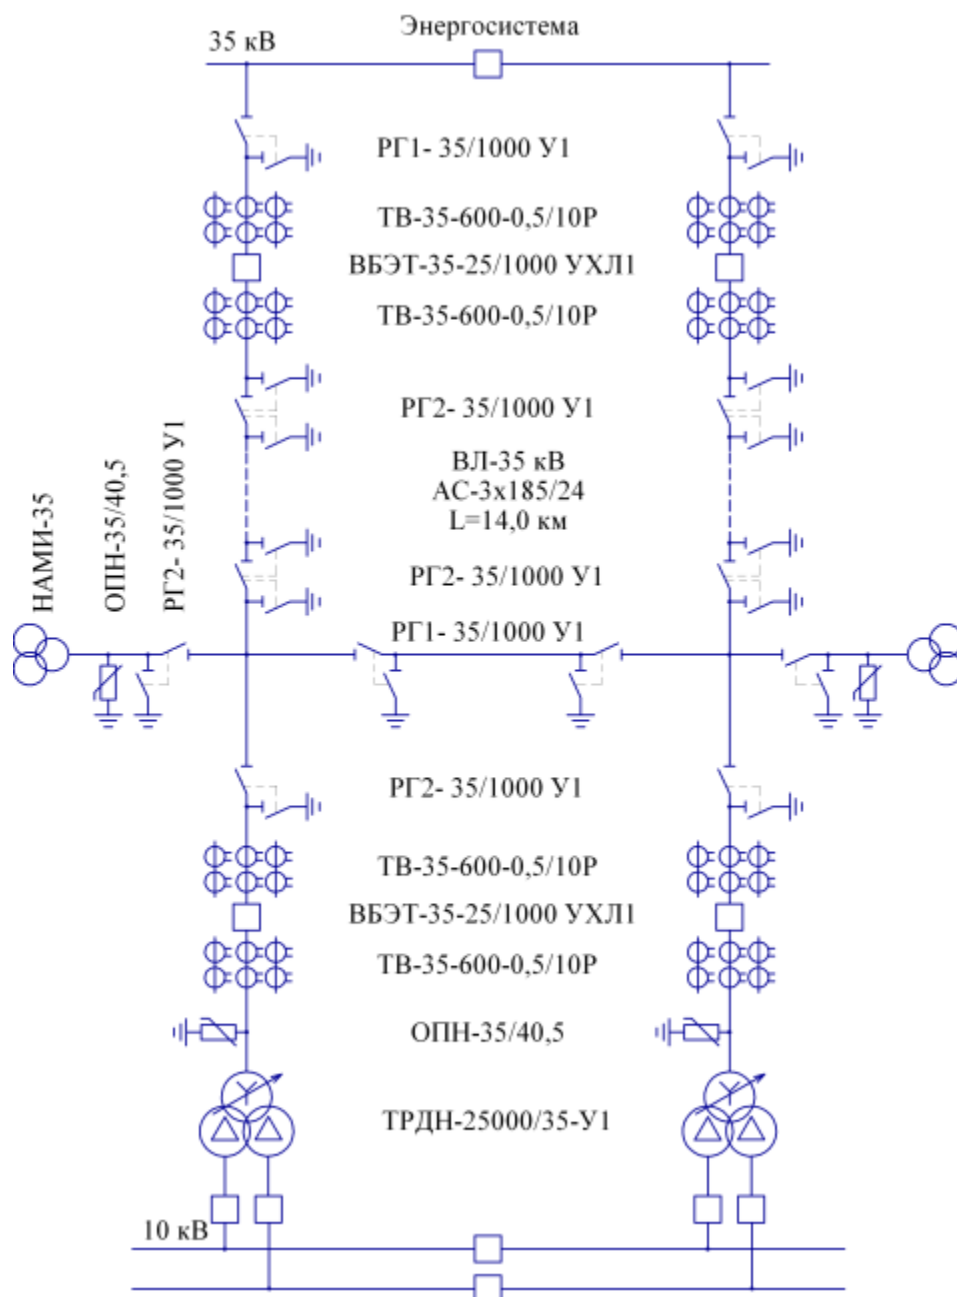 Энергосистема
35 кВ
РГ1- 35/1000 У1
ТВ-35-600-0,5/10Р
ВБЭТ-35-25/1000 УХЛ1
ТВ-35-600-0,5/10Р
РГ2- 35/1000 У1
ВЛ-35 кВ
АС-3х185/24
L=14,0 км
НАМИ-35
ОПН-35/40,5
РГ2- 35/1000 У1
РГ2- 35/1000 У1
РГ1- 35/1000 У1
РГ2- 35/1000 У1
ТВ-35-600-0,5/10Р
ВБЭТ-35-25/1000 УХЛ1
ТВ-35-600-0,5/10Р
ОПН-35/40,5
ТРДН-25000/35-У1
10 кВ